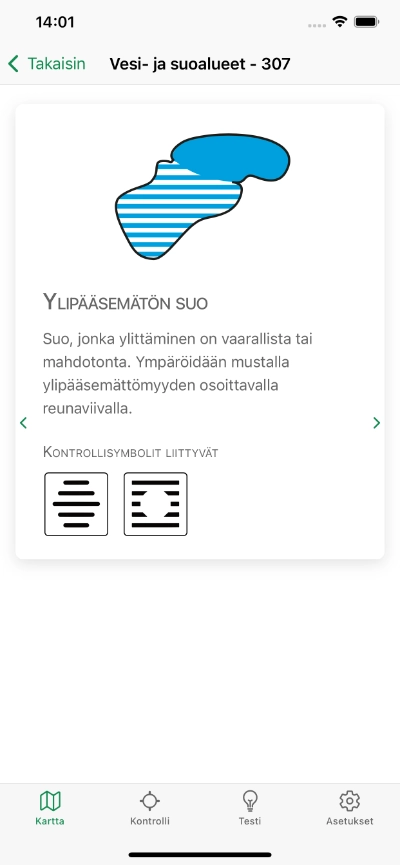 14:01
Takaisin
Vesi- ja suoalueet - 307
Ylipääsemätön suo
Suo, jonka ylittäminen on vaarallista tai
mahdotonta. Ympäröidään mustalla
ylipääsemättömyyden osoittavalla
reunaviivalla.
Kontrollisymbolit liittyvät
Kartta
Kontrolli
Testi
Asetukset